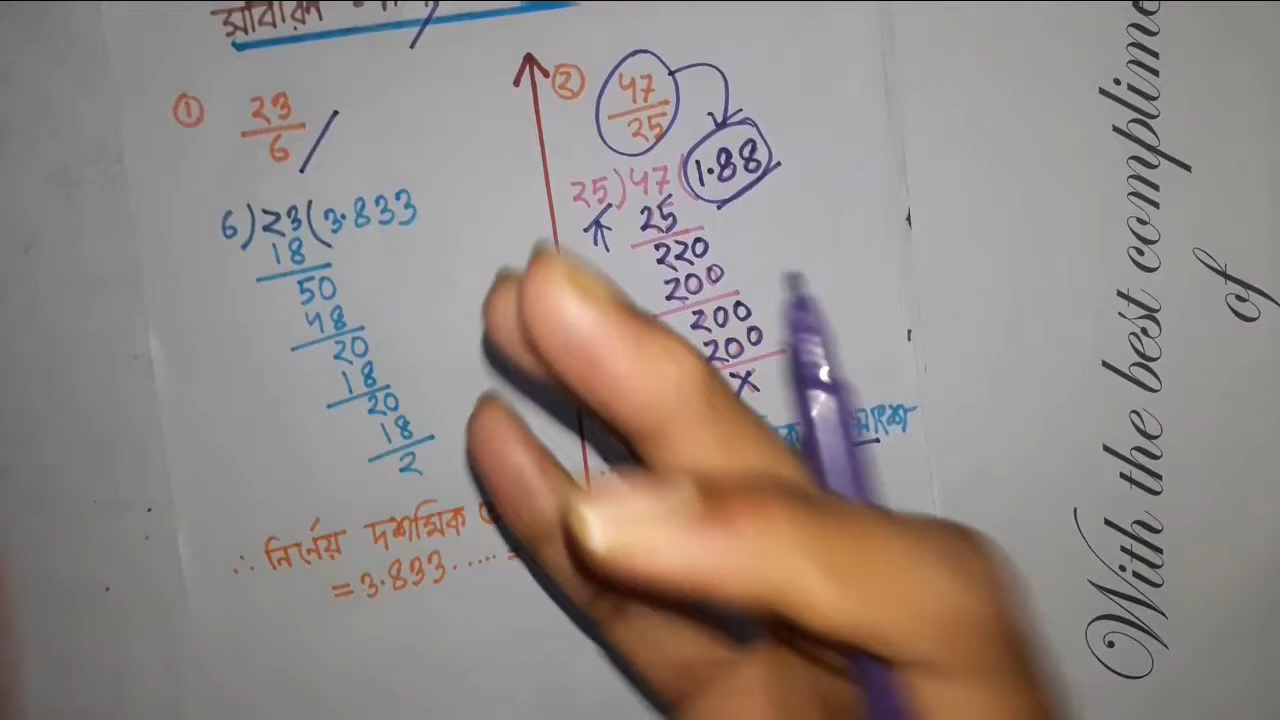 সাধারণ
① 23/6
6) 23 ( 3.833
18
50
48
20
18
20
18
2
∴ নির্ণেয় দশমিক
= 3.833.....=
② 47/25
25) 47 ( 1.88
25
220
200
200
200
×
With the best complime
of